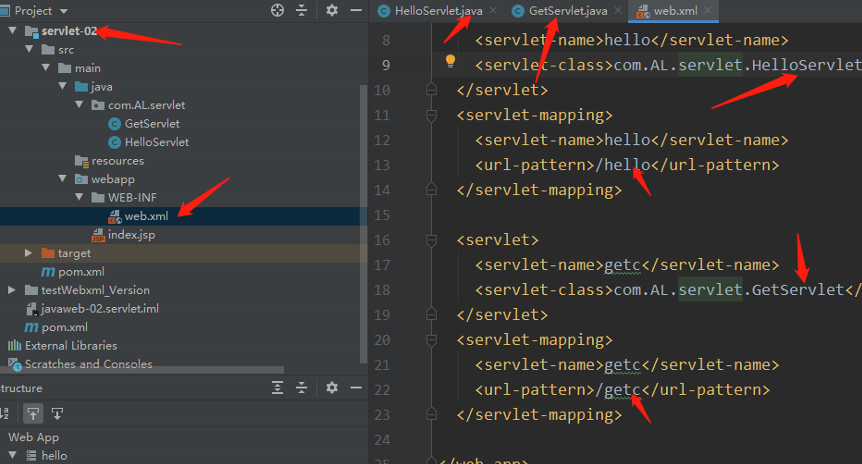 Project
servlet-02
src
main
java
com.AL.servlet
GetServlet
HelloServlet
resources
webapp
WEB-INF
web.xml
index.jsp
target
pom.xml
testWebxml_Version
javaweb-02.servlet.iml
pom.xml
External Libraries
Scratches and Consoles
Structure
Web App
hello
HelloServlet.java GetServlet.java web.xml
8 <servlet-name>hello</servlet-name>
9 <servlet-class>com.AL.servlet.HelloServlet
10 </servlet>
11 <servlet-mapping>
12 <servlet-name>hello</servlet-name>
13 <url-pattern>/hello</url-pattern>
14 </servlet-mapping>
15
16 <servlet>
17 <servlet-name>getc</servlet-name>
18 <servlet-class>com.AL.servlet.GetServlet</
19 </servlet>
20 <servlet-mapping>
21 <servlet-name>getc</servlet-name>
22 <url-pattern>/getc</url-pattern>
23 </servlet-mapping>
24
25 </web-app>